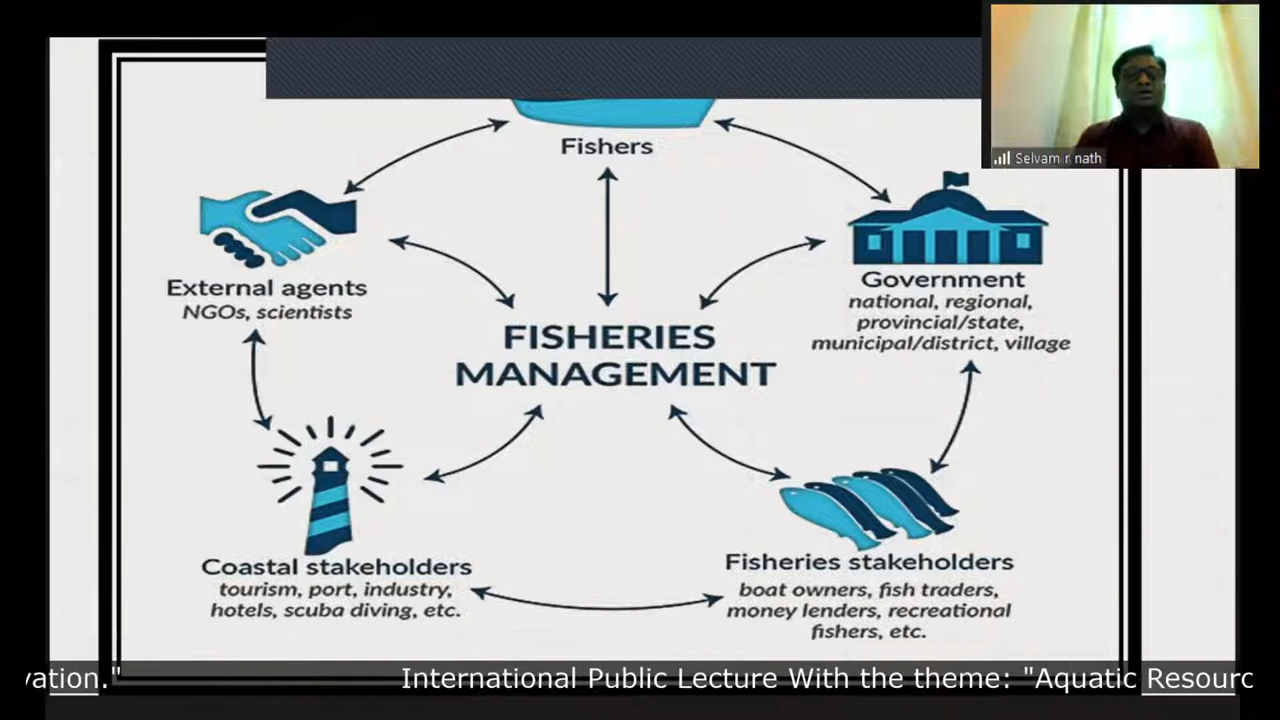 Selvam r nath
Fishers
External agents
NGOs, scientists
Government
national, regional,
provincial/state,
municipal/district, village
FISHERIES
MANAGEMENT
Coastal stakeholders
tourism, port, industry,
hotels, scuba diving, etc.
Fisheries stakeholders
boat owners, fish traders,
money lenders, recreational
fishers, etc.
International Public Lecture With the theme: "Aquatic